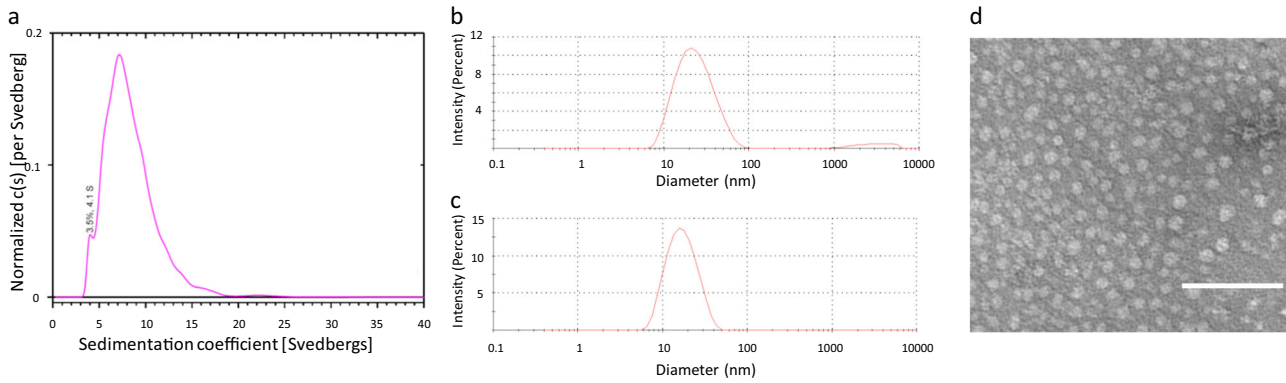 a
0.2
0.1
0
Normalized c(s) [per Svedberg]
3.5%, 4.1 S
0 5 10 15 20 25 30 35 40
Sedimentation coefficient [Svedbergs]
b
12
8
4
Intensity (Percent)
0.1 1 10 100 1000 10000
Diameter (nm)
c
15
10
5
Intensity (Percent)
0.1 1 10 100 1000 10000
Diameter (nm)
d